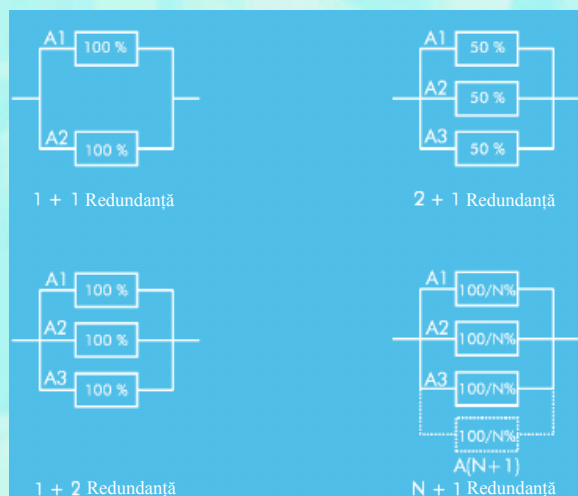 A1
100 %
A2
100 %
1 + 1 Redundanță
A1
50 %
A2
50 %
A3
50 %
2 + 1 Redundanță
A1
100 %
A2
100 %
A3
100 %
1 + 2 Redundanță
A1
100/N%
A2
100/N%
A3
100/N%
100/N%
A(N+1)
N + 1 Redundanță